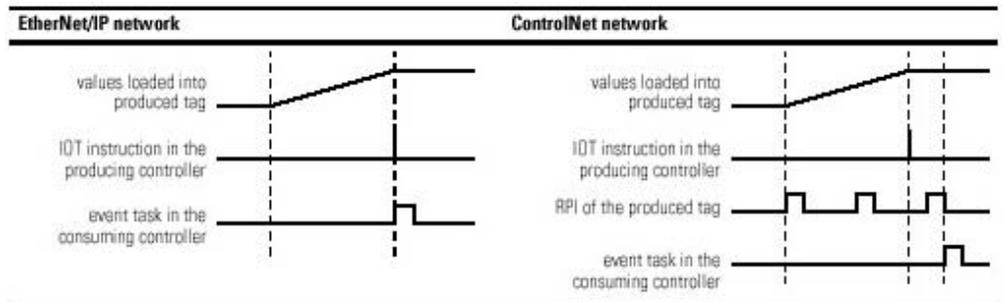 EtherNet/IP network
values loaded into
produced tag
IOT instruction in the
producing controller
event task in the
consuming controller
ControlNet network
values loaded into
produced tag
IOT instruction in the
producing controller
RPI of the produced tag
event task in the
consuming controller